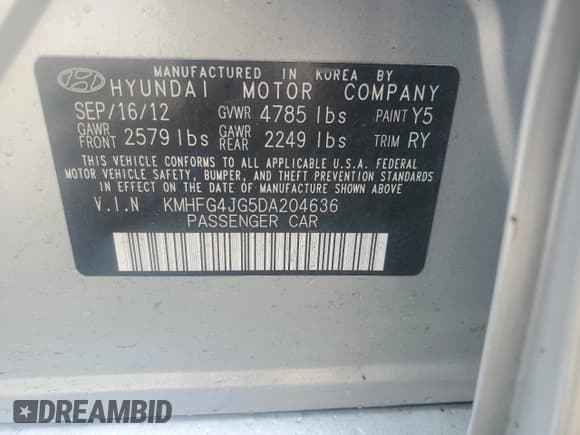 MANUFACTURED IN KOREA BY
HYUNDAI MOTOR COMPANY
SEP/16/12 GVWR 4785 lbs PAINT Y5
GAWR FRONT 2579 lbs GAWR REAR 2249 lbs TRIM RY
THIS VEHICLE CONFORMS TO ALL APPLICABLE U.S.A. FEDERAL
MOTOR VEHICLE SAFETY, BUMPER, AND THEFT PREVENTION STANDARDS
IN EFFECT ON THE DATE OF MANUFACTURE SHOWN ABOVE
V.I.N KMHFG4JG5DA204636
PASSENGER CAR
DREAMBID